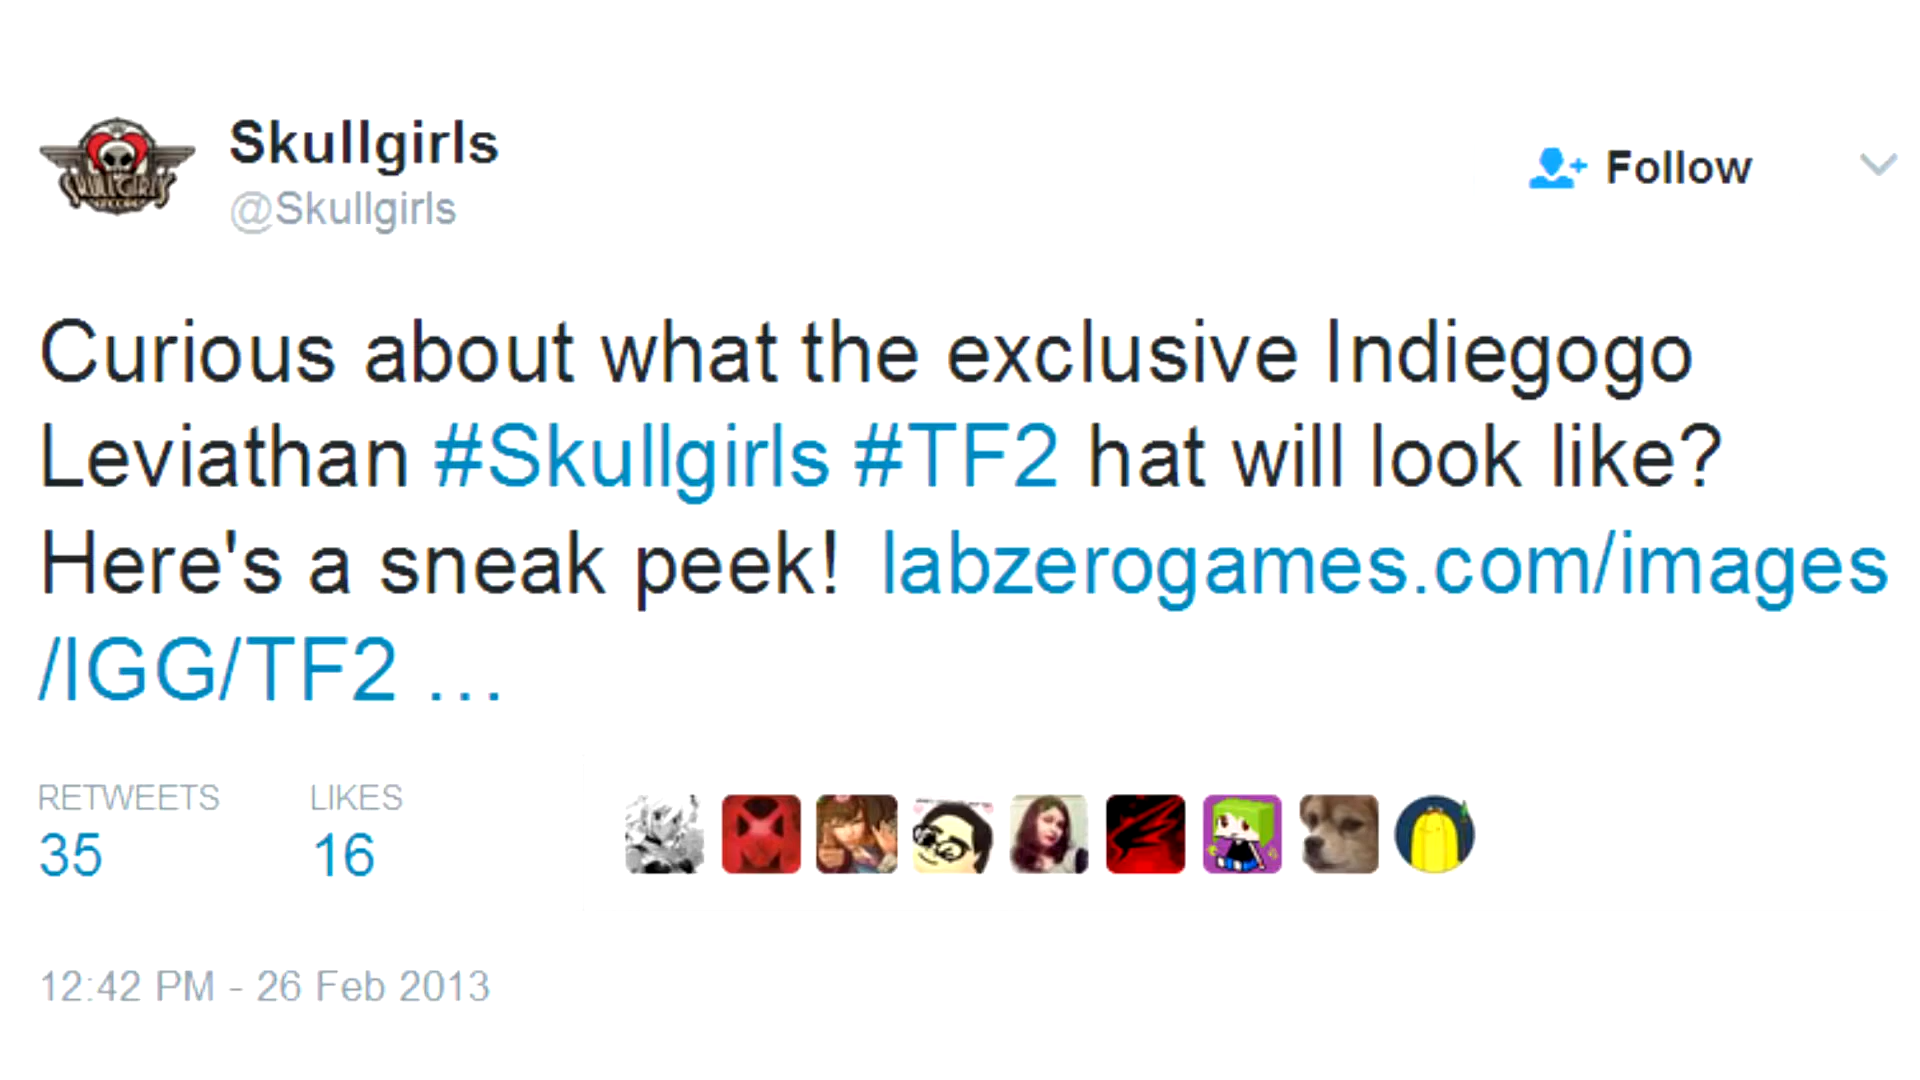 Skullgirls
@Skullgirls
Follow
Curious about what the exclusive Indiegogo
Leviathan #Skullgirls #TF2 hat will look like?
Here's a sneak peek! labzerogames.com/images
/IGG/TF2 …
RETWEETS LIKES
35 16
12:42 PM - 26 Feb 2013